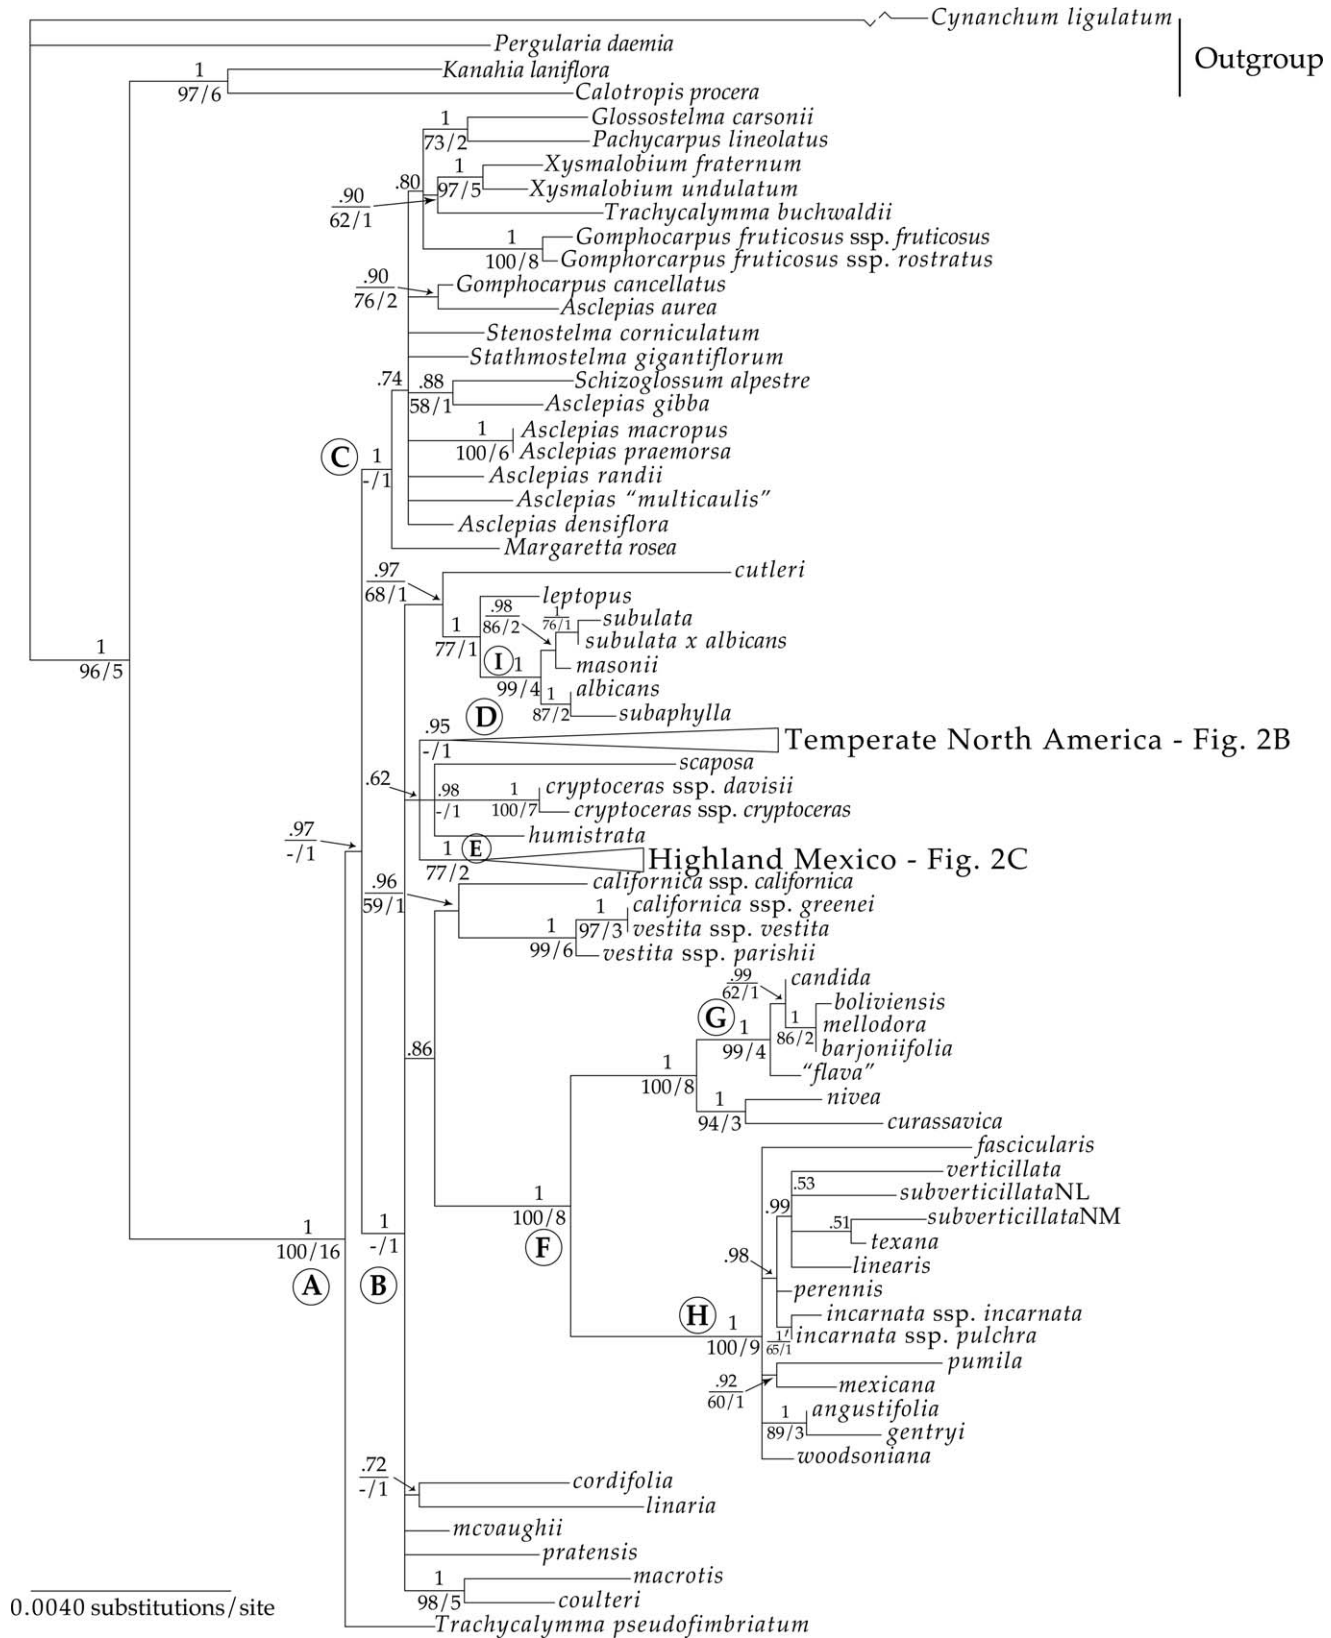 Cynanchum ligulatum
Pergularia daemia
Outgroup
1
97/6
Kanahia laniflora
Calotropis procera
Glossostelma carsonii
1
73/2
Pachycarpus lineolatus
Xysmalobium fraternum
1
97/5
.80
Xysmalobium undulatum
.90
62/1
Trachycalymma buchwaldii
Gomphocarpus fruticosus ssp. fruticosus
1
100/8
Gomphorcarpus fruticosus ssp. rostratus
.90
76/2
Gomphocarpus cancellatus
Asclepias aurea
Stenostelma corniculatum
Stathmostelma gigantiflorum
.74
.88
58/1
Schizoglossum alpestre
Asclepias gibba
1
100/6
Asclepias macropus
Asclepias praemorsa
C
1
-/1
Asclepias randii
Asclepias "multicaulis"
Asclepias densiflora
Margaretta rosea
.97
68/1
cutleri
leptopus
.98
86/2
1
76/1
subulata
subulata x albicans
1
77/1
I
1
99/4
masonii
albicans
1
87/2
subaphylla
1
96/5
D
.95
-/1
Temperate North America - Fig. 2B
scaposa
.62
.98
-/1
1
100/7
cryptoceras ssp. davisii
cryptoceras ssp. cryptoceras
humistrata
.97
-/1
1
77/2
E
Highland Mexico - Fig. 2C
.96
59/1
californica ssp. californica
1
97/3
californica ssp. greenei
vestita ssp. vestita
1
99/6
vestita ssp. parishii
.99
62/1
candida
boliviensis
G
1
99/4
1
86/2
mellodora
barjoniifolia
.86
1
100/8
"flava"
nivea
1
94/3
curassavica
fascicularis
verticillata
.53
subverticillataNL
.99
1
100/8
.51
subverticillataNM
1
100/16
1
-/1
F
texana
.98
linearis
A
B
perennis
H
1
100/9
incarnata ssp. incarnata
1
65/1
incarnata ssp. pulchra
pumila
.92
60/1
mexicana
1
89/3
angustifolia
gentryi
woodsoniana
.72
-/1
cordifolia
linaria
mcvaughii
pratensis
1
98/5
macrotis
coulteri
0.0040 substitutions/site
Trachycalymma pseudofimbriatum